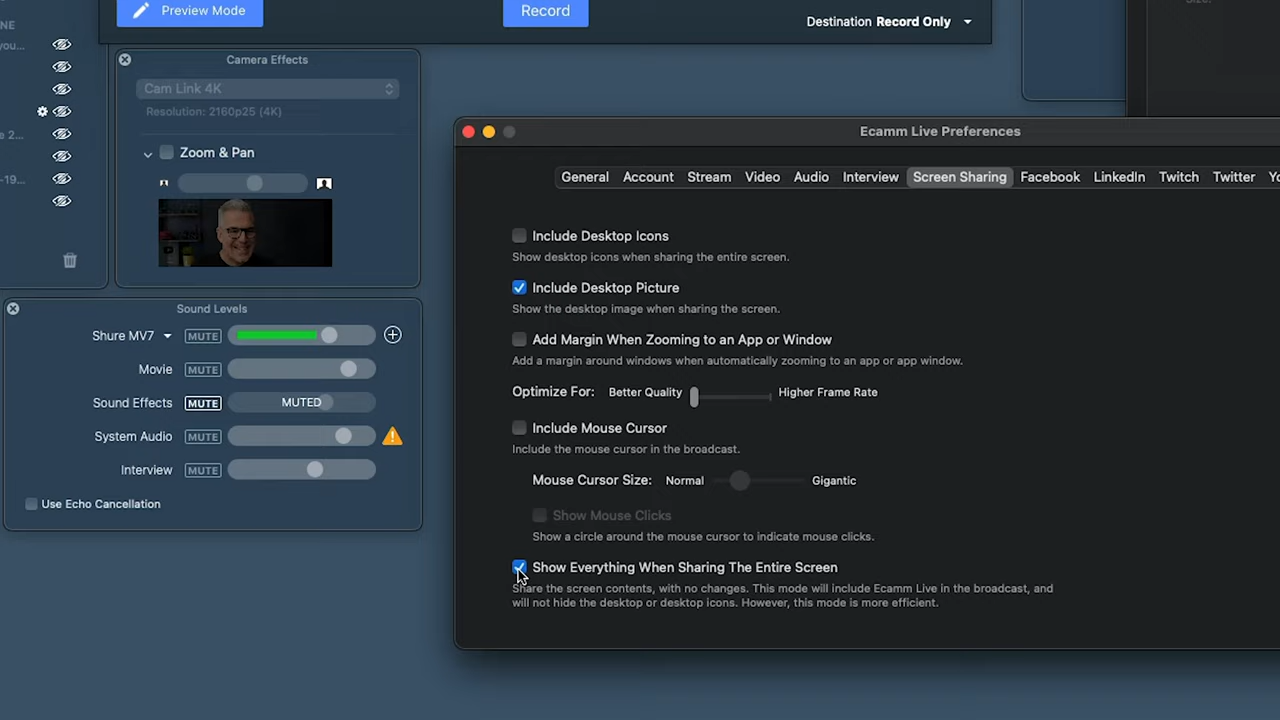 Preview Mode
Record
Destination Record Only
NE
you...
e 2...
-19...
Camera Effects
Cam Link 4K
Resolution: 2160p25 (4K)
Zoom & Pan
Sound Levels
Shure MV7 MUTE
Movie MUTE
Sound Effects MUTE MUTED
System Audio MUTE
Interview MUTE
Use Echo Cancellation
Ecamm Live Preferences
General Account Stream Video Audio Interview Screen Sharing Facebook LinkedIn Twitch Twitter Yo
Include Desktop Icons
Show desktop icons when sharing the entire screen.
Include Desktop Picture
Show the desktop image when sharing the screen.
Add Margin When Zooming to an App or Window
Add a margin around windows when automatically zooming to an app or app window.
Optimize For: Better Quality Higher Frame Rate
Include Mouse Cursor
Include the mouse cursor in the broadcast.
Mouse Cursor Size: Normal Gigantic
Show Mouse Clicks
Show a circle around the mouse cursor to indicate mouse clicks.
Show Everything When Sharing The Entire Screen
Share the screen contents, with no changes. This mode will include Ecamm Live in the broadcast, and
will not hide the desktop or desktop icons. However, this mode is more efficient.